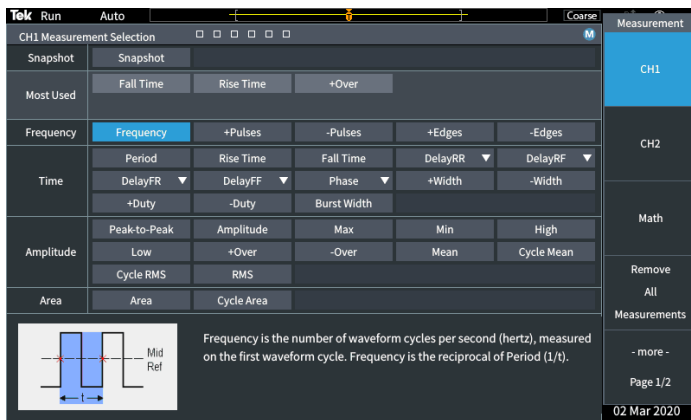 Tek Run Auto Coarse
CH1 Measurement Selection M
Snapshot Snapshot
Most Used Fall Time Rise Time +Over
Frequency Frequency +Pulses -Pulses +Edges -Edges
Time Period Rise Time Fall Time DelayRR DelayRF
DelayFR DelayFF Phase +Width -Width
+Duty -Duty Burst Width
Amplitude Peak-to-Peak Amplitude Max Min High
Low +Over -Over Mean Cycle Mean
Cycle RMS RMS
Area Area Cycle Area
Mid
Ref
t
Frequency is the number of waveform cycles per second (hertz), measured
on the first waveform cycle. Frequency is the reciprocal of Period (1/t).
Measurement
CH1
CH2
Math
Remove
All
Measurements
- more -
Page 1/2
02 Mar 2020